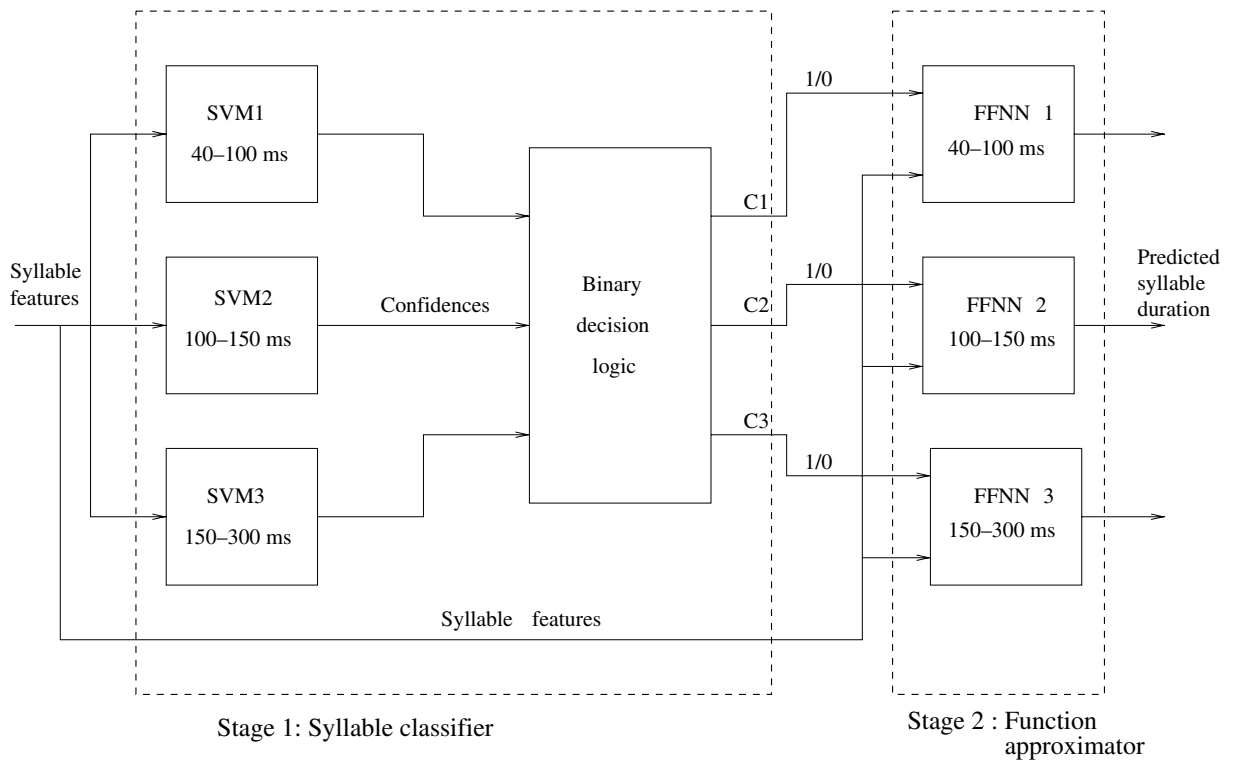 SVM1
40–100 ms
Syllable
features
SVM2
100–150 ms
SVM3
150–300 ms
Confidences
Binary
decision
logic
C1
C2
C3
1/0
1/0
1/0
FFNN 1
40–100 ms
FFNN 2
100–150 ms
FFNN 3
150–300 ms
Predicted
syllable
duration
Syllable features
Stage 1: Syllable classifier
Stage 2 : Function
approximator